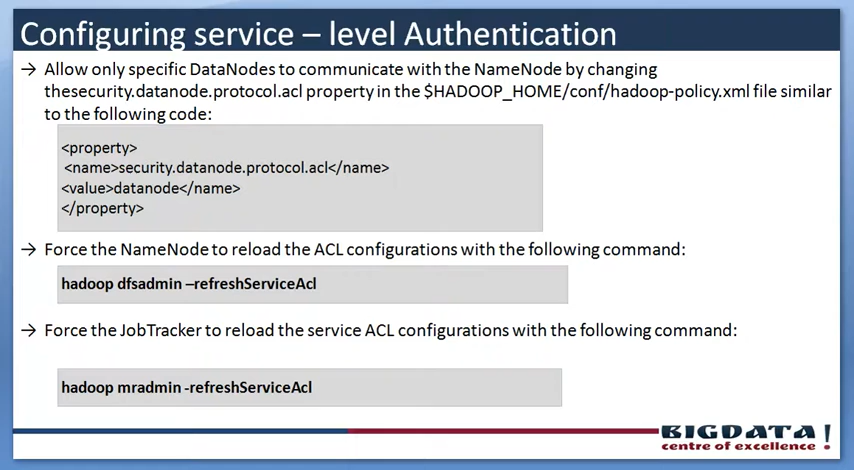 Configuring service – level Authentication
→ Allow only specific DataNodes to communicate with the NameNode by changing
thesecurity.datanode.protocol.acl property in the $HADOOP_HOME/conf/hadoop-policy.xml file similar
to the following code:
<property>
<name>security.datanode.protocol.acl</name>
<value>datanode</name>
</property>
→ Force the NameNode to reload the ACL configurations with the following command:
hadoop dfsadmin –refreshServiceAcl
→ Force the JobTracker to reload the service ACL configurations with the following command:
hadoop mradmin -refreshServiceAcl
BIGDATA!
centre of excellence